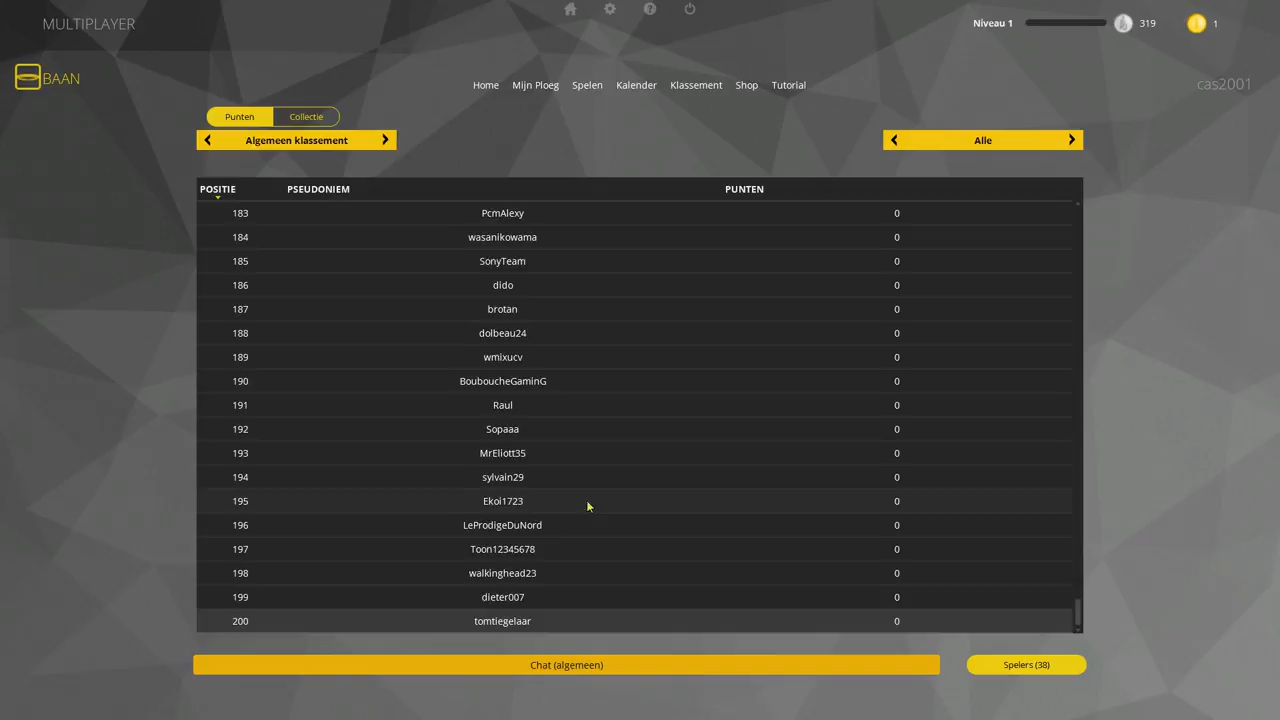 MULTIPLAYER
Niveau 1
319
1
BAAN
Home Mijn Ploeg Spelen Kalender Klassement Shop Tutorial
cas2001
Punten Collectie
Algemeen klassement
Alle
POSITIE PSEUDONIEM PUNTEN
183 PcmAlexy 0
184 wasanikowama 0
185 SonyTeam 0
186 dido 0
187 brotan 0
188 dolbeau24 0
189 wmixucv 0
190 BouboucheGaminG 0
191 Raul 0
192 Sopaaa 0
193 MrEliott35 0
194 sylvain29 0
195 Ekoi1723 0
196 LeProdigeDuNord 0
197 Toon12345678 0
198 walkinghead23 0
199 dieter007 0
200 tomtiegelaar 0
Chat (algemeen)
Spelers (38)